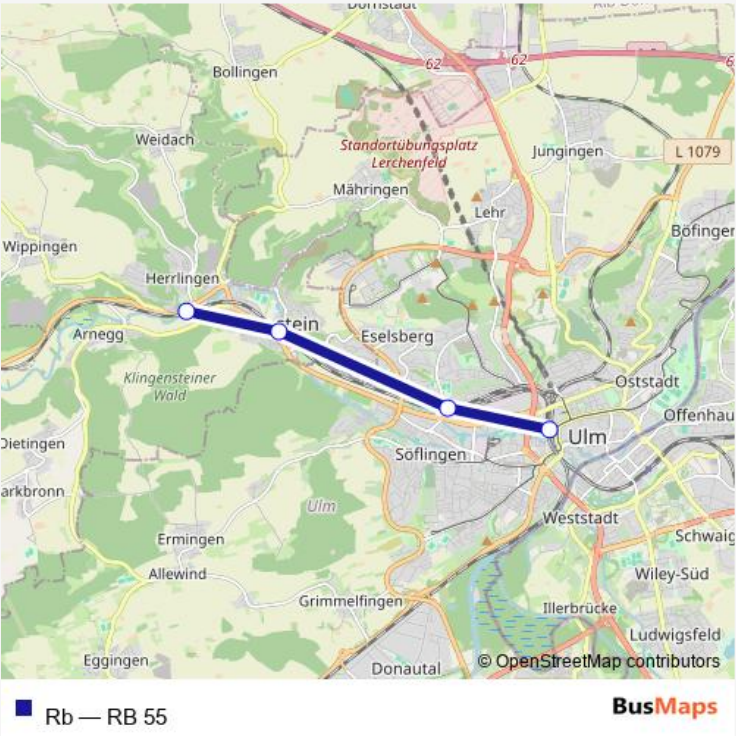 Dornstadt
62
62
6
Bollingen
Weidach
Standortübungsplatz
Lerchenfeld
Jungingen
L 1079
Mähringen
Lehr
Wippingen
Böfinger
Herrlingen
stein
Arnegg
Eselsberg
Klingensteiner
Wald
Oststadt
Offenhau
Dietingen
Söflingen
Ulm
arkbronn
Ulm
Weststadt
Ermingen
Schwaig
Allewind
Wiley-Süd
Grimmelfingen
Illerbrücke
Ludwigsfeld
Eggingen
Donautal
© OpenStreetMap contributors
Rb — RB 55
BusMaps